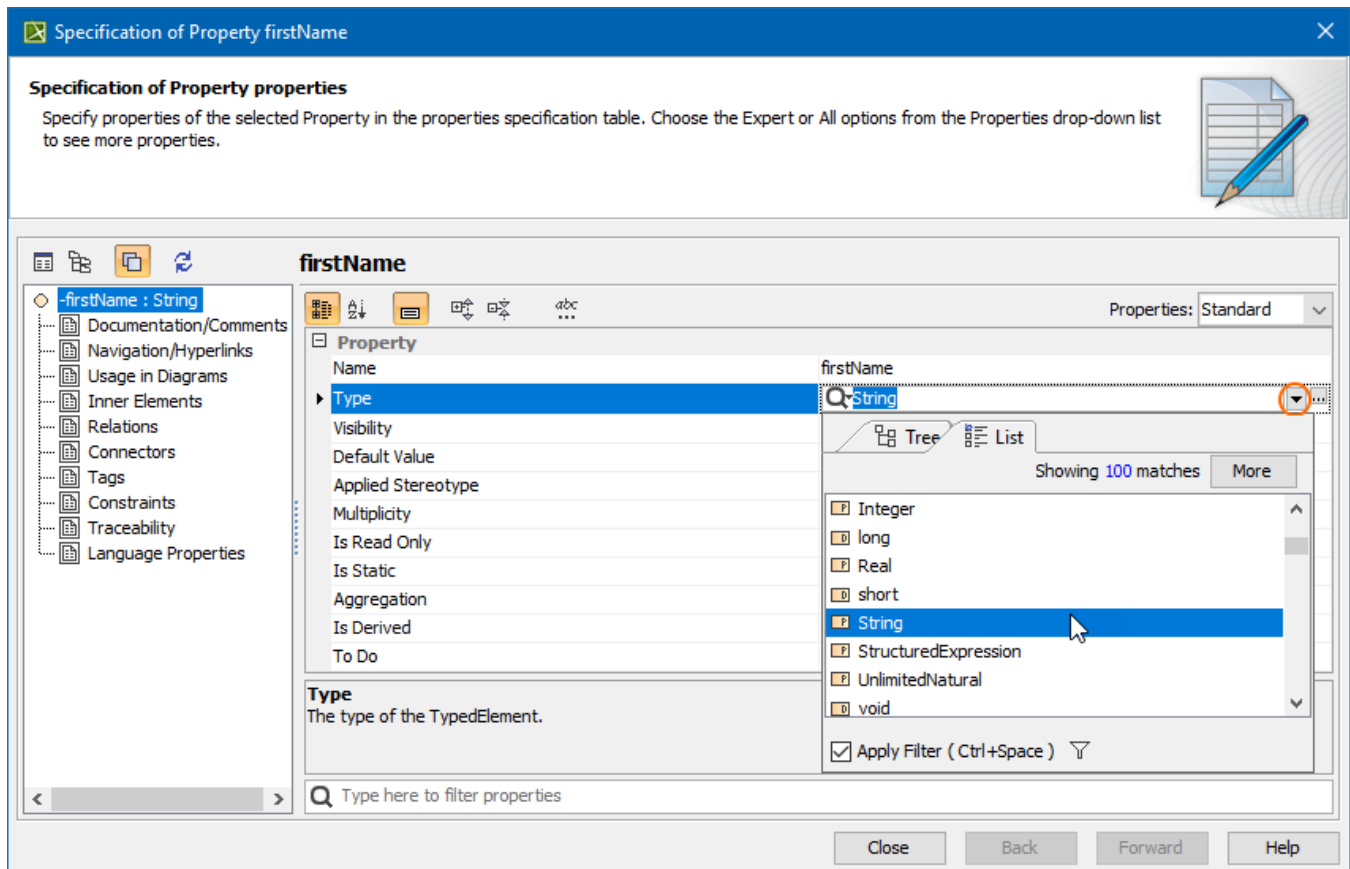 Specification of Property firstName
Specification of Property properties
Specify properties of the selected Property in the properties specification table. Choose the Expert or All options from the Properties drop-down list
to see more properties.
firstName
-firstName : String
Documentation/Comments
Navigation/Hyperlinks
Usage in Diagrams
Inner Elements
Relations
Connectors
Tags
Constraints
Traceability
Language Properties
Properties: Standard
Property
Name firstName
Type String
Visibility
Default Value
Applied Stereotype
Multiplicity
Is Read Only
Is Static
Aggregation
Is Derived
To Do
Tree List
Showing 100 matches More
Integer
long
Real
short
String
StructuredExpression
UnlimitedNatural
void
Apply Filter ( Ctrl+Space )
Type
The type of the TypedElement.
Type here to filter properties
Close Back Forward Help